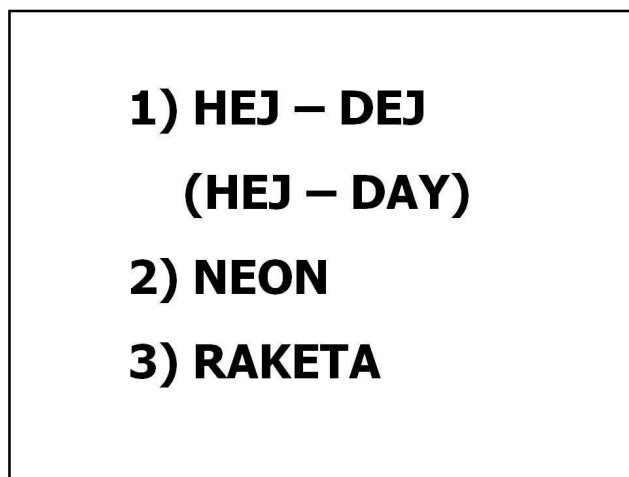 1) HEJ – DEJ
(HEJ – DAY)
2) NEON
3) RAKETA